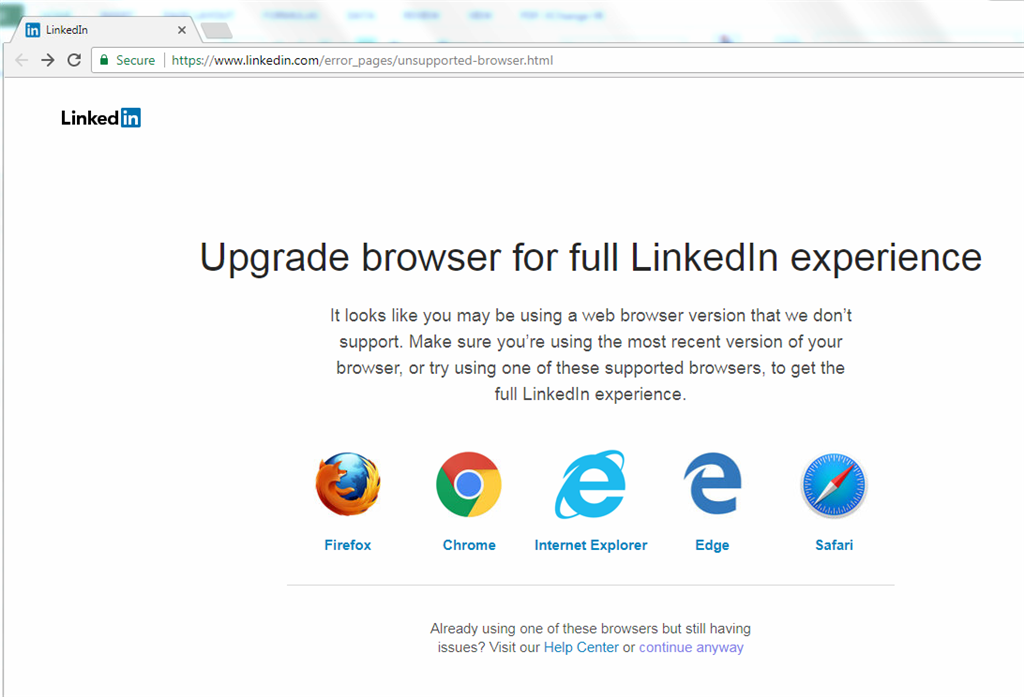 LinkedIn
Secure https://www.linkedin.com/error_pages/unsupported-browser.html
Linkedin
Upgrade browser for full LinkedIn experience
It looks like you may be using a web browser version that we don't
support. Make sure you're using the most recent version of your
browser, or try using one of these supported browsers, to get the
full LinkedIn experience.
Firefox Chrome Internet Explorer Edge Safari
Already using one of these browsers but still having
issues? Visit our Help Center or continue anyway